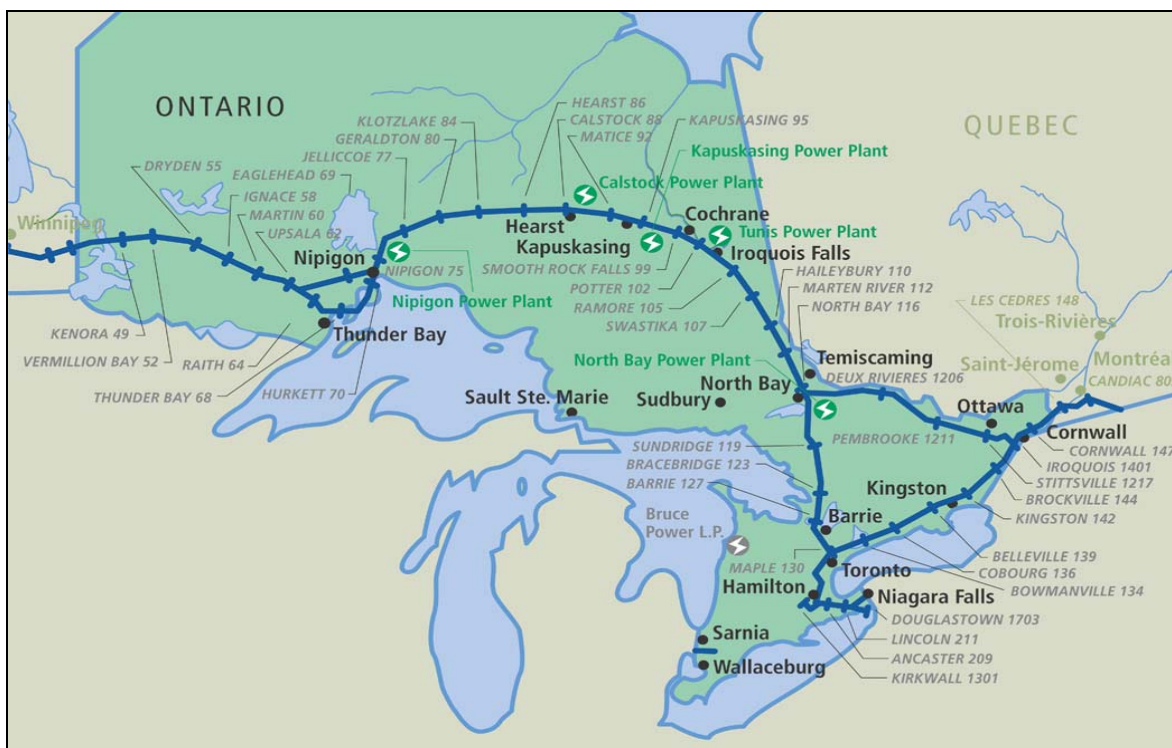 ONTARIO
QUEBEC
HEARST 86
KLOTZLAKE 84
CALSTOCK 88
KAPUSKASING 95
GERALDTON 80
MATICE 92
JELLICOE 77
Kapuskasing Power Plant
DRYDEN 55
EAGLEHEAD 69
Calstock Power Plant
IGNACE 58
MARTIN 60
Winnipeg
UPSALA 62
Hearst
Cochrane
Kapuskasing
Tunis Power Plant
Nipigon
NIPIGON 75
SMOOTH ROCK FALLS 99
Iroquois Falls
POTTER 102
HAILEYBURY 110
Nipigon Power Plant
RAMORE 105
MARTEN RIVER 112
SWASTIKA 107
NORTH BAY 116
LES CEDRES 148
KENORA 49
Thunder Bay
Trois-Rivières
VERMILLION BAY 52
RAITH 64
North Bay Power Plant
Temiscaming
Saint-Jérome
Montréa
DEUX RIVIERES 1206
CANDIAC 80
THUNDER BAY 68
HURKETT 70
North Bay
Sault Ste. Marie
Sudbury
Ottawa
Cornwall
SUNDRIDGE 119
PEMBROOKE 1211
CORNWALL 147
BRACEBRIDGE 123
IROQUOIS 1401
BARRIE 127
STITTSVILLE 1217
Kingston
BROCKVILLE 144
Bruce
Power L.P.
Barrie
KINGSTON 142
BELLEVILLE 139
MAPLE 130
Toronto
COBOURG 136
BOWMANVILLE 134
Hamilton
Niagara Falls
DOUGLASTOWN 1703
Sarnia
LINCOLN 211
ANCASTER 209
Wallaceburg
KIRKWALL 1301